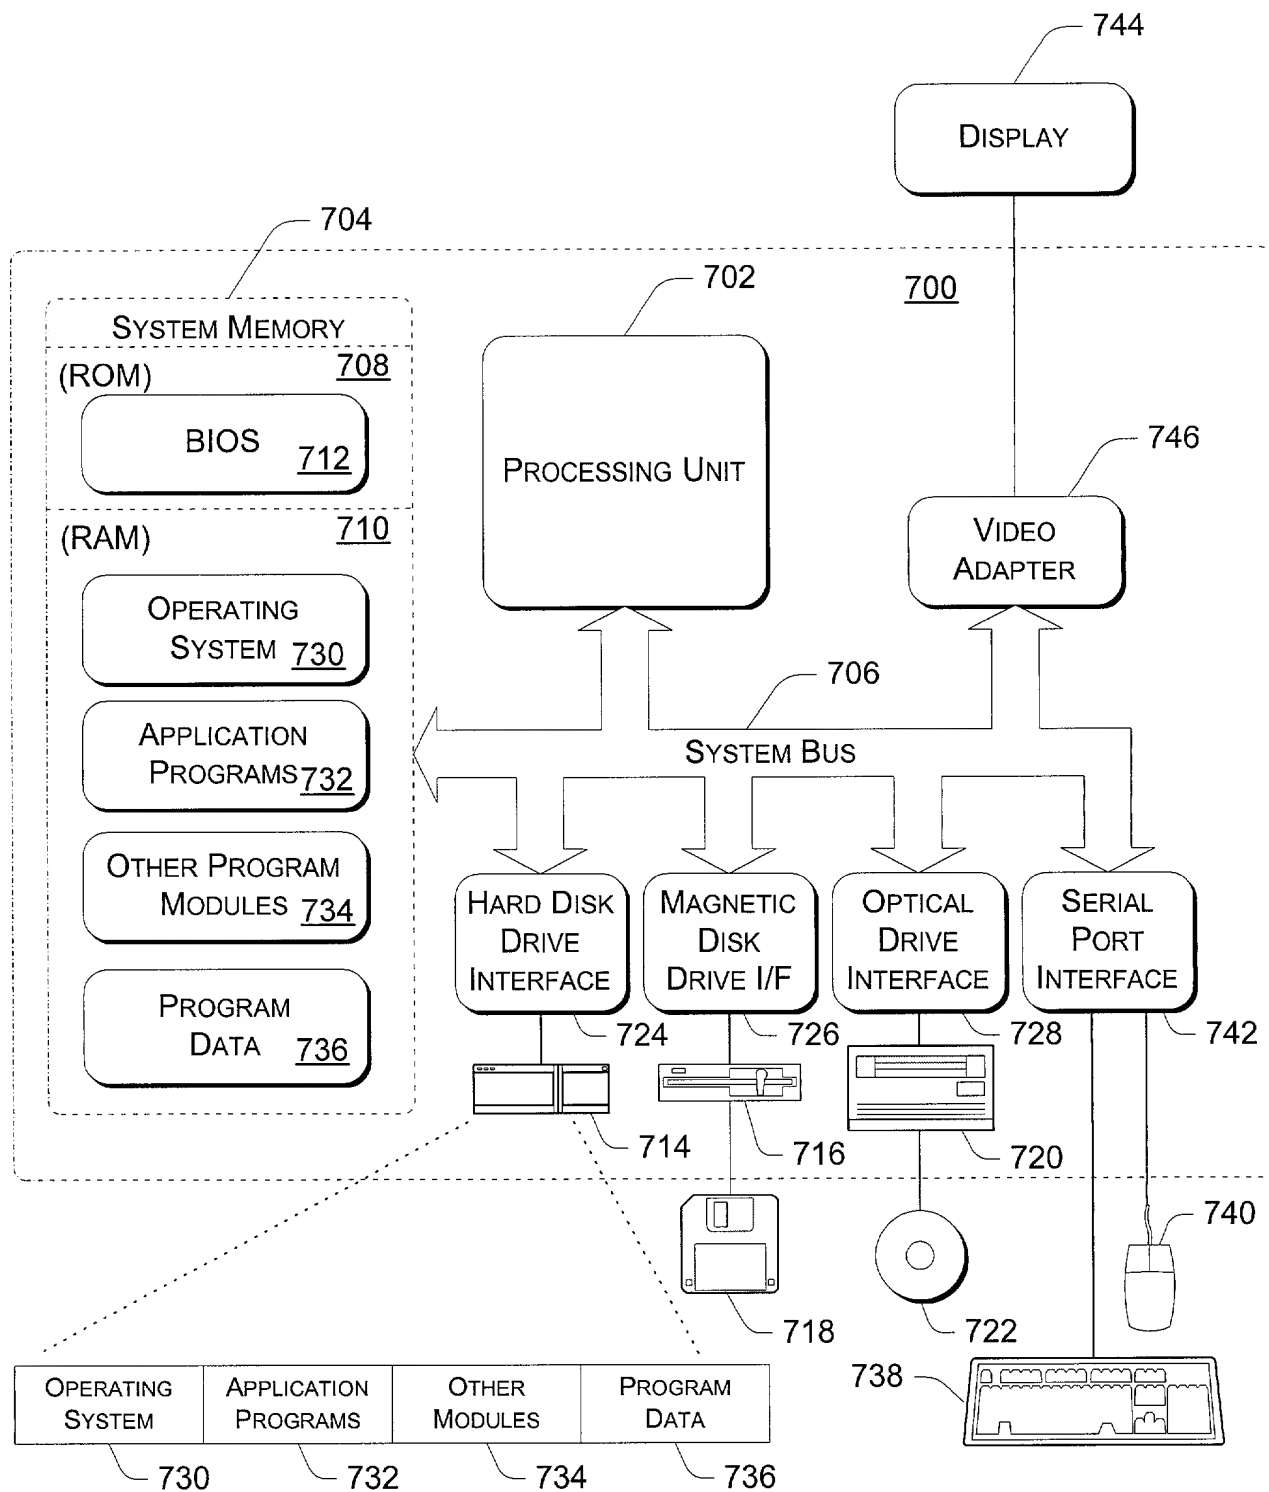 744
DISPLAY
704
702
700
SYSTEM MEMORY
(ROM)
708
BIOS
712
(RAM)
710
OPERATING
SYSTEM
730
APPLICATION
PROGRAMS
732
OTHER PROGRAM
MODULES
734
PROGRAM
DATA
736
PROCESSING UNIT
746
VIDEO
ADAPTER
706
SYSTEM BUS
HARD DISK
DRIVE
INTERFACE
MAGNETIC
DISK
DRIVE I/F
OPTICAL
DRIVE
INTERFACE
SERIAL
PORT
INTERFACE
724
726
728
742
714
716
720
740
718
722
738
OPERATING
SYSTEM
APPLICATION
PROGRAMS
OTHER
MODULES
PROGRAM
DATA
730
732
734
736